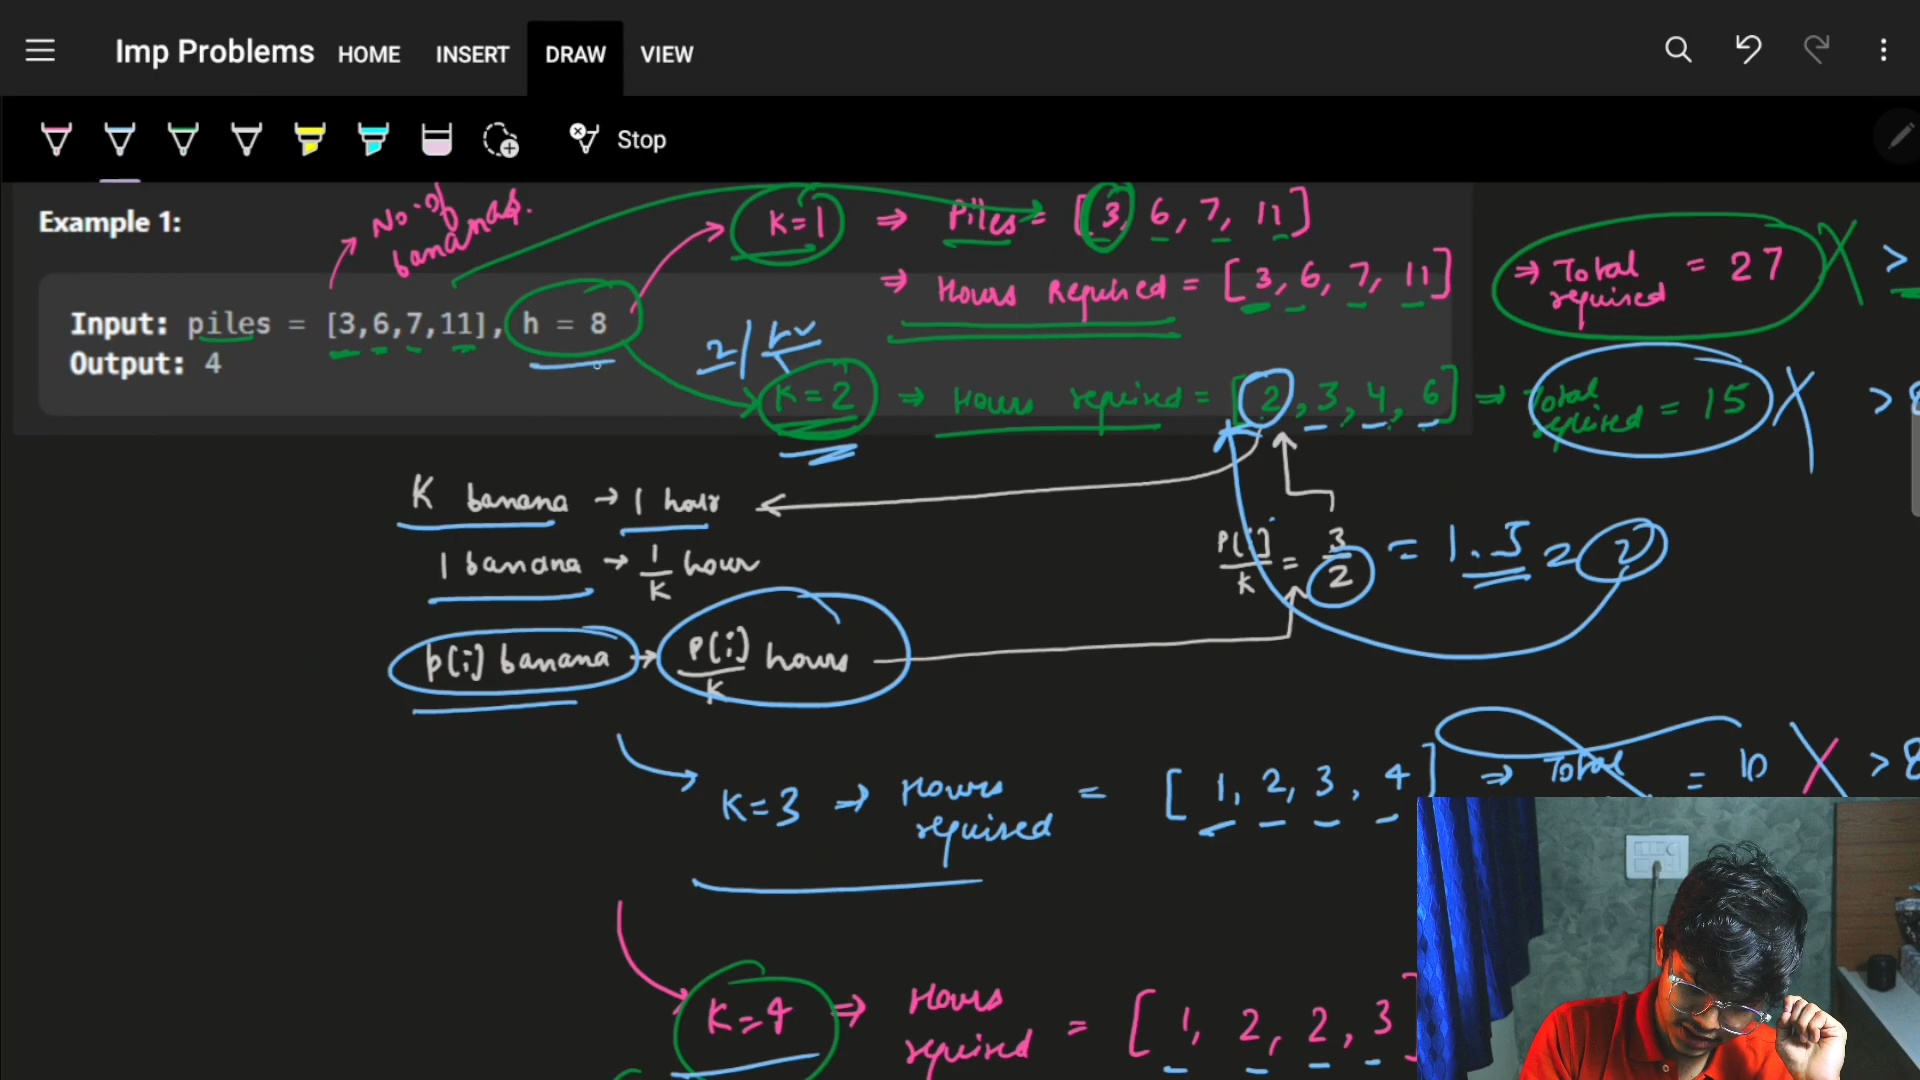 Imp Problems HOME INSERT DRAW VIEW
Stop
Example 1:
No. of bananas.
K=1 ⇒ Piles = [3, 6, 7, 11]
⇒ Hours Required = [3, 6, 7, 11]
⇒ Total required = 27 X >
Input: piles = [3,6,7,11], h = 8
Output: 4
2/hr
K=2 ⇒ Hours required = [2, 3, 4, 6] ⇒ Total required = 15 X > 8
K banana → 1 hour
1 banana → 1/K hour
P[i]/K = 3/2 = 1.5 ≈ 2
p[i] banana → P[i]/K hours
K=3 → Hours required = [1, 2, 3, 4] ⇒ Total = 10 X > 8
K=4 ⇒ Hours required = [1, 2, 2, 3